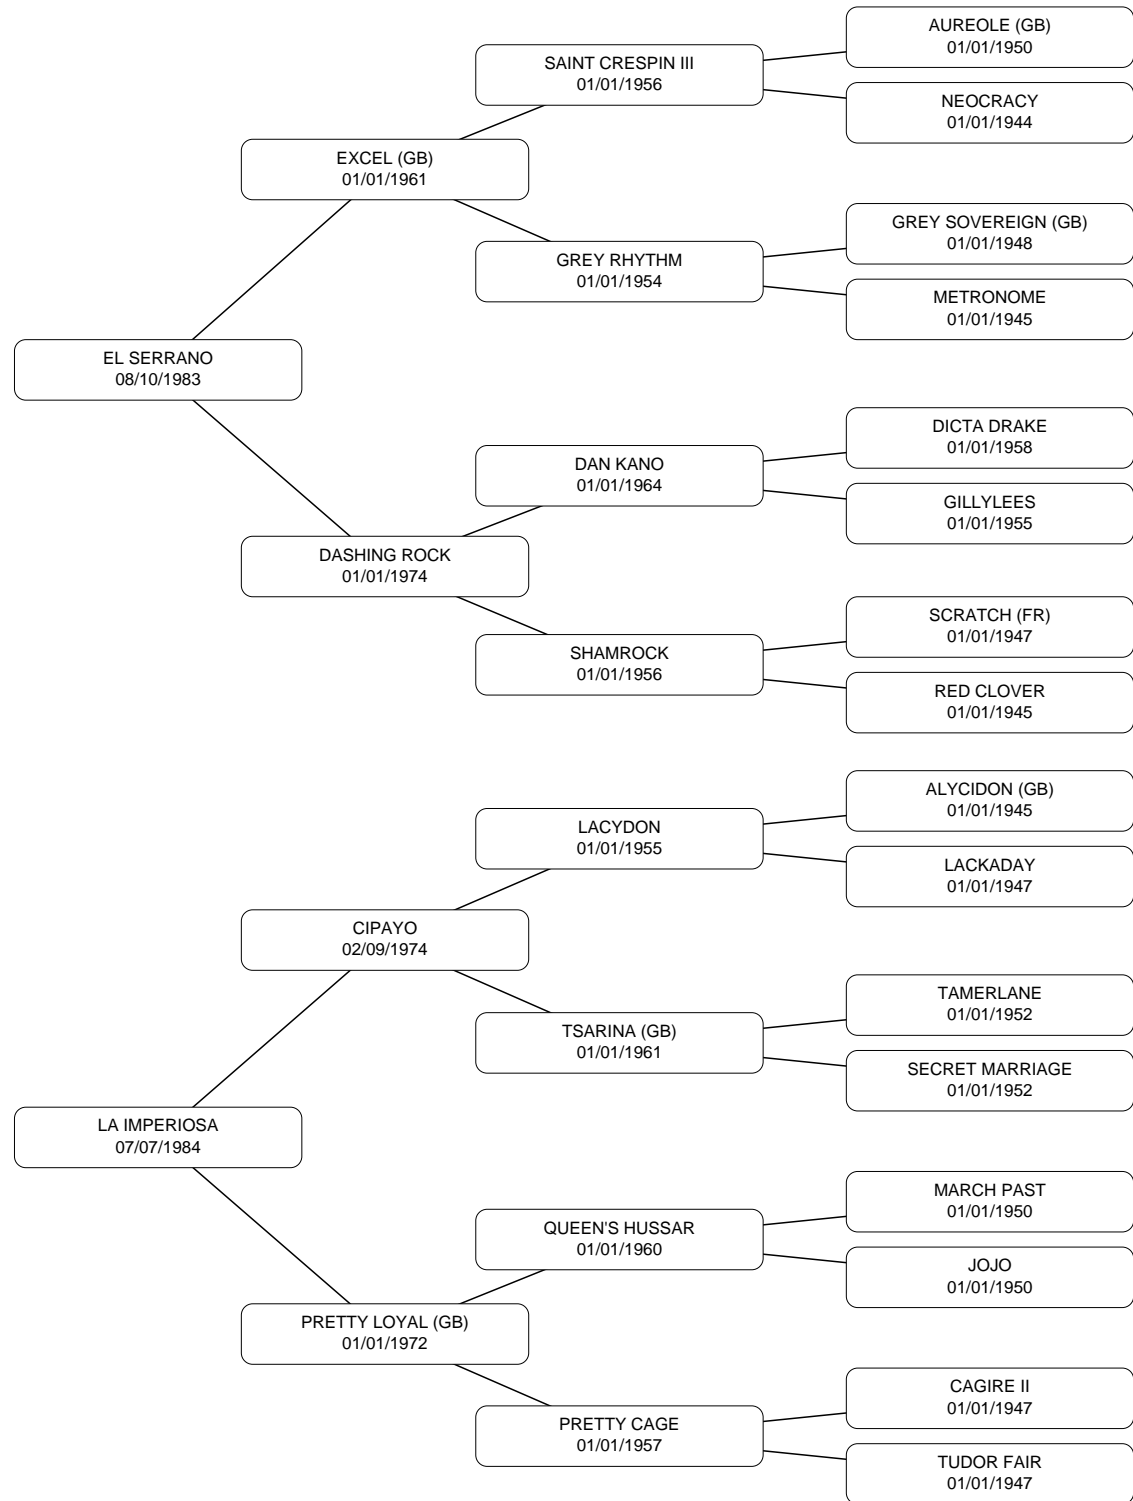 AUREOLE (GB)
01/01/1950
SAINT CRESPIN III
01/01/1956
NEOCRACY
01/01/1944
EXCEL (GB)
01/01/1961
GREY SOVEREIGN (GB)
01/01/1948
GREY RHYTHM
01/01/1954
METRONOME
01/01/1945
EL SERRANO
08/10/1983
DICTA DRAKE
01/01/1958
DAN KANO
01/01/1964
GILLYLEES
01/01/1955
DASHING ROCK
01/01/1974
SCRATCH (FR)
01/01/1947
SHAMROCK
01/01/1956
RED CLOVER
01/01/1945
ALYCIDON (GB)
01/01/1945
LACYDON
01/01/1955
LACKADAY
01/01/1947
CIPAYO
02/09/1974
TAMERLANE
01/01/1952
TSARINA (GB)
01/01/1961
SECRET MARRIAGE
01/01/1952
LA IMPERIOSA
07/07/1984
MARCH PAST
01/01/1950
QUEEN'S HUSSAR
01/01/1960
JOJO
01/01/1950
PRETTY LOYAL (GB)
01/01/1972
CAGIRE II
01/01/1947
PRETTY CAGE
01/01/1957
TUDOR FAIR
01/01/1947